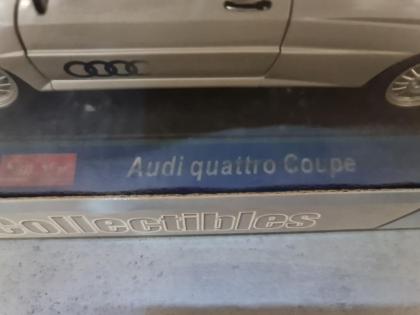 Audi quattro Coupe
Collectibles